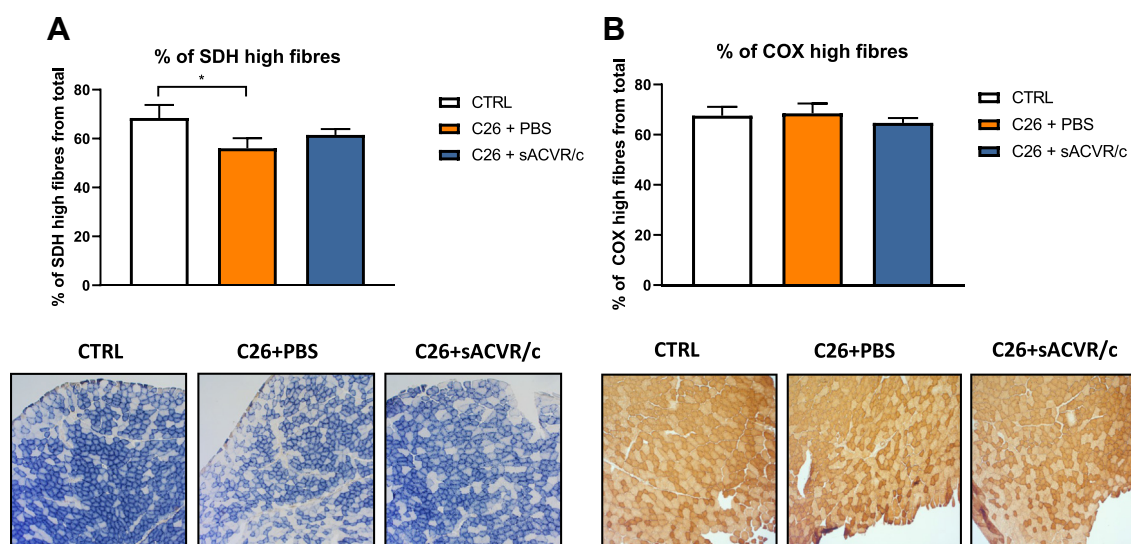 A
% of SDH high fibres
% of SDH high fibres from total
80
60
40
20
0
*
CTRL
C26 + PBS
C26 + sACVR/c
CTRL
C26+PBS
C26+sACVR/c
B
% of COX high fibres
% of COX high fibres from total
80
60
40
20
0
CTRL
C26 + PBS
C26 + sACVR/c
CTRL
C26+PBS
C26+sACVR/c